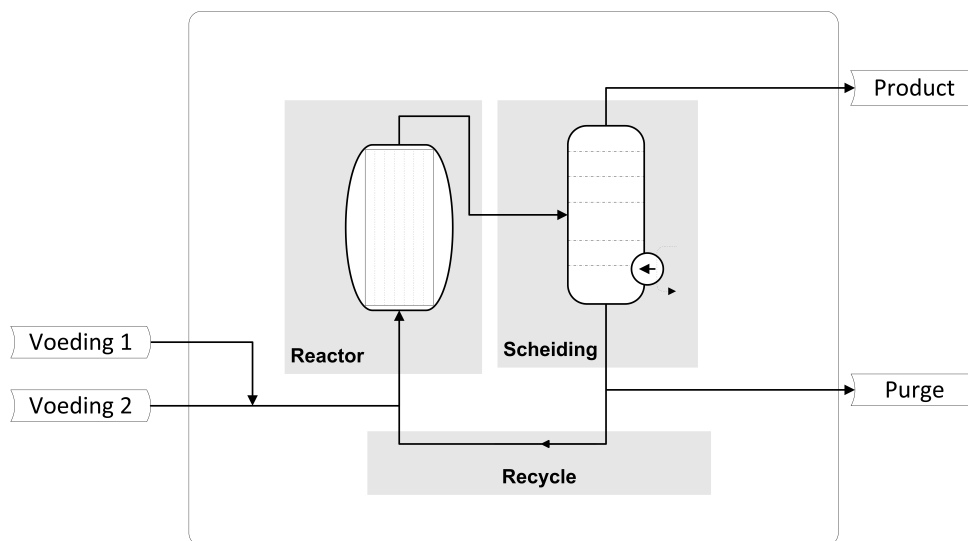 Product
Reactor
Scheiding
Voeding 1
Voeding 2
Purge
Recycle